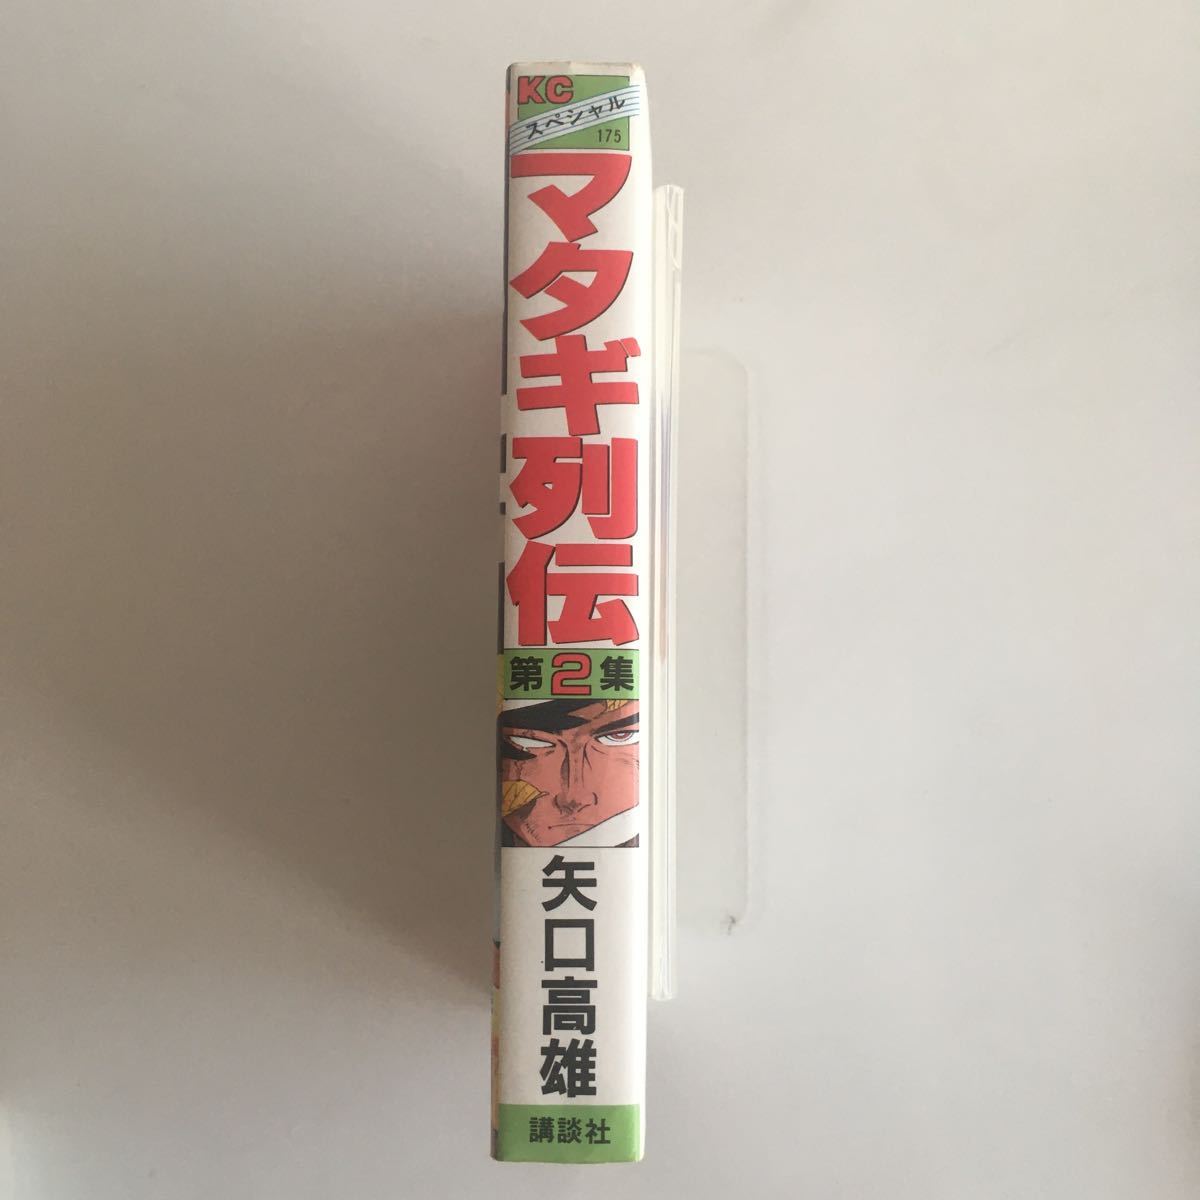 KC
スペシャル
175
マタギ列伝
第2集
矢口高雄
講談社